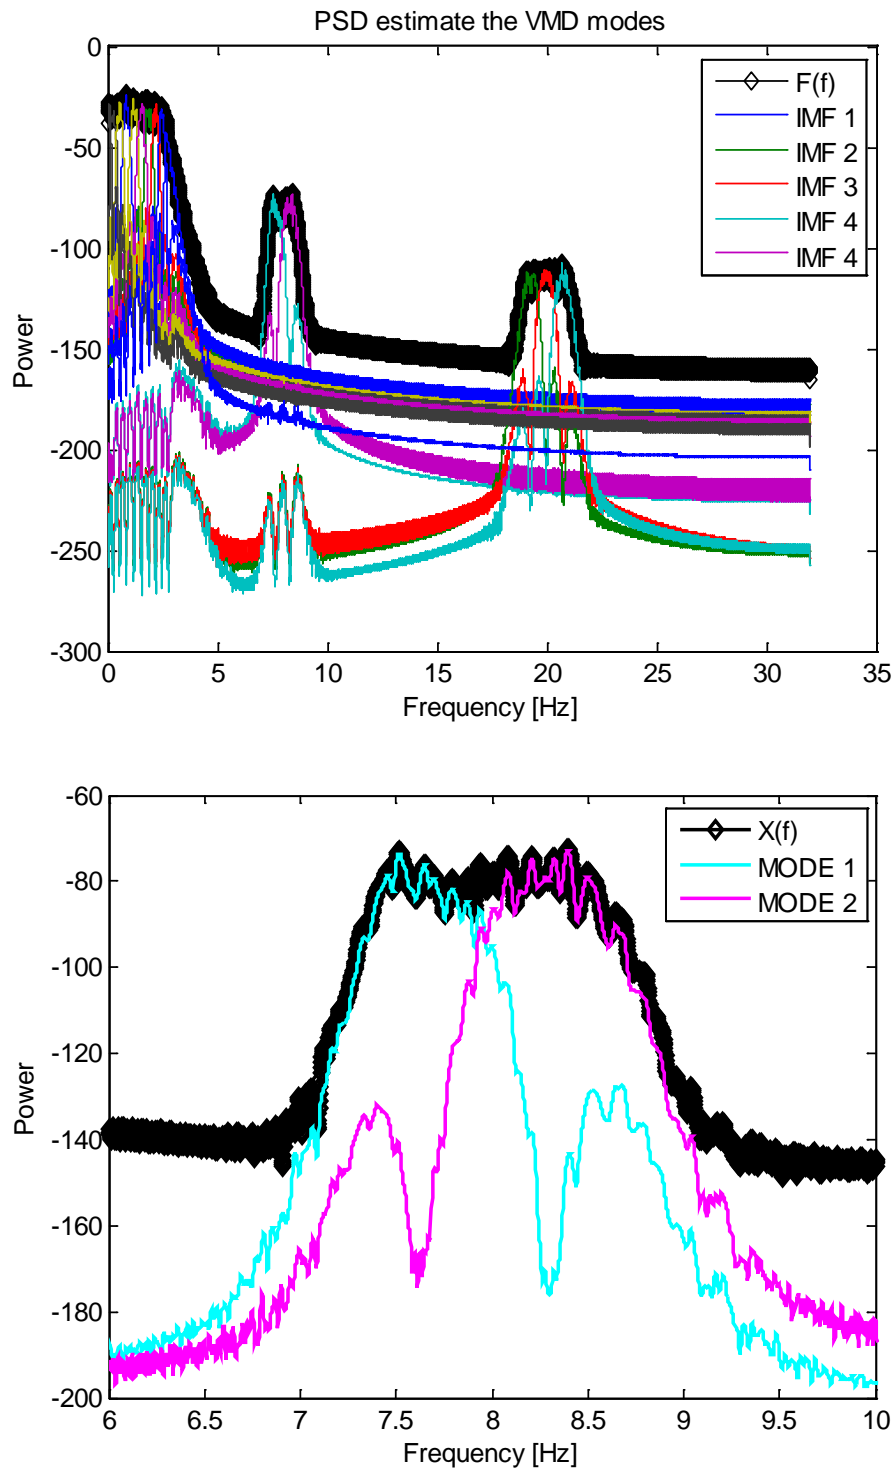 PSD estimate the VMD modes
0
-50
-100
-150
-200
-250
-300
Power
F(f)
IMF 1
IMF 2
IMF 3
IMF 4
IMF 4
0 5 10 15 20 25 30 35
Frequency [Hz]
-60
-80
-100
-120
-140
-160
-180
-200
Power
X(f)
MODE 1
MODE 2
6 6.5 7 7.5 8 8.5 9 9.5 10
Frequency [Hz]